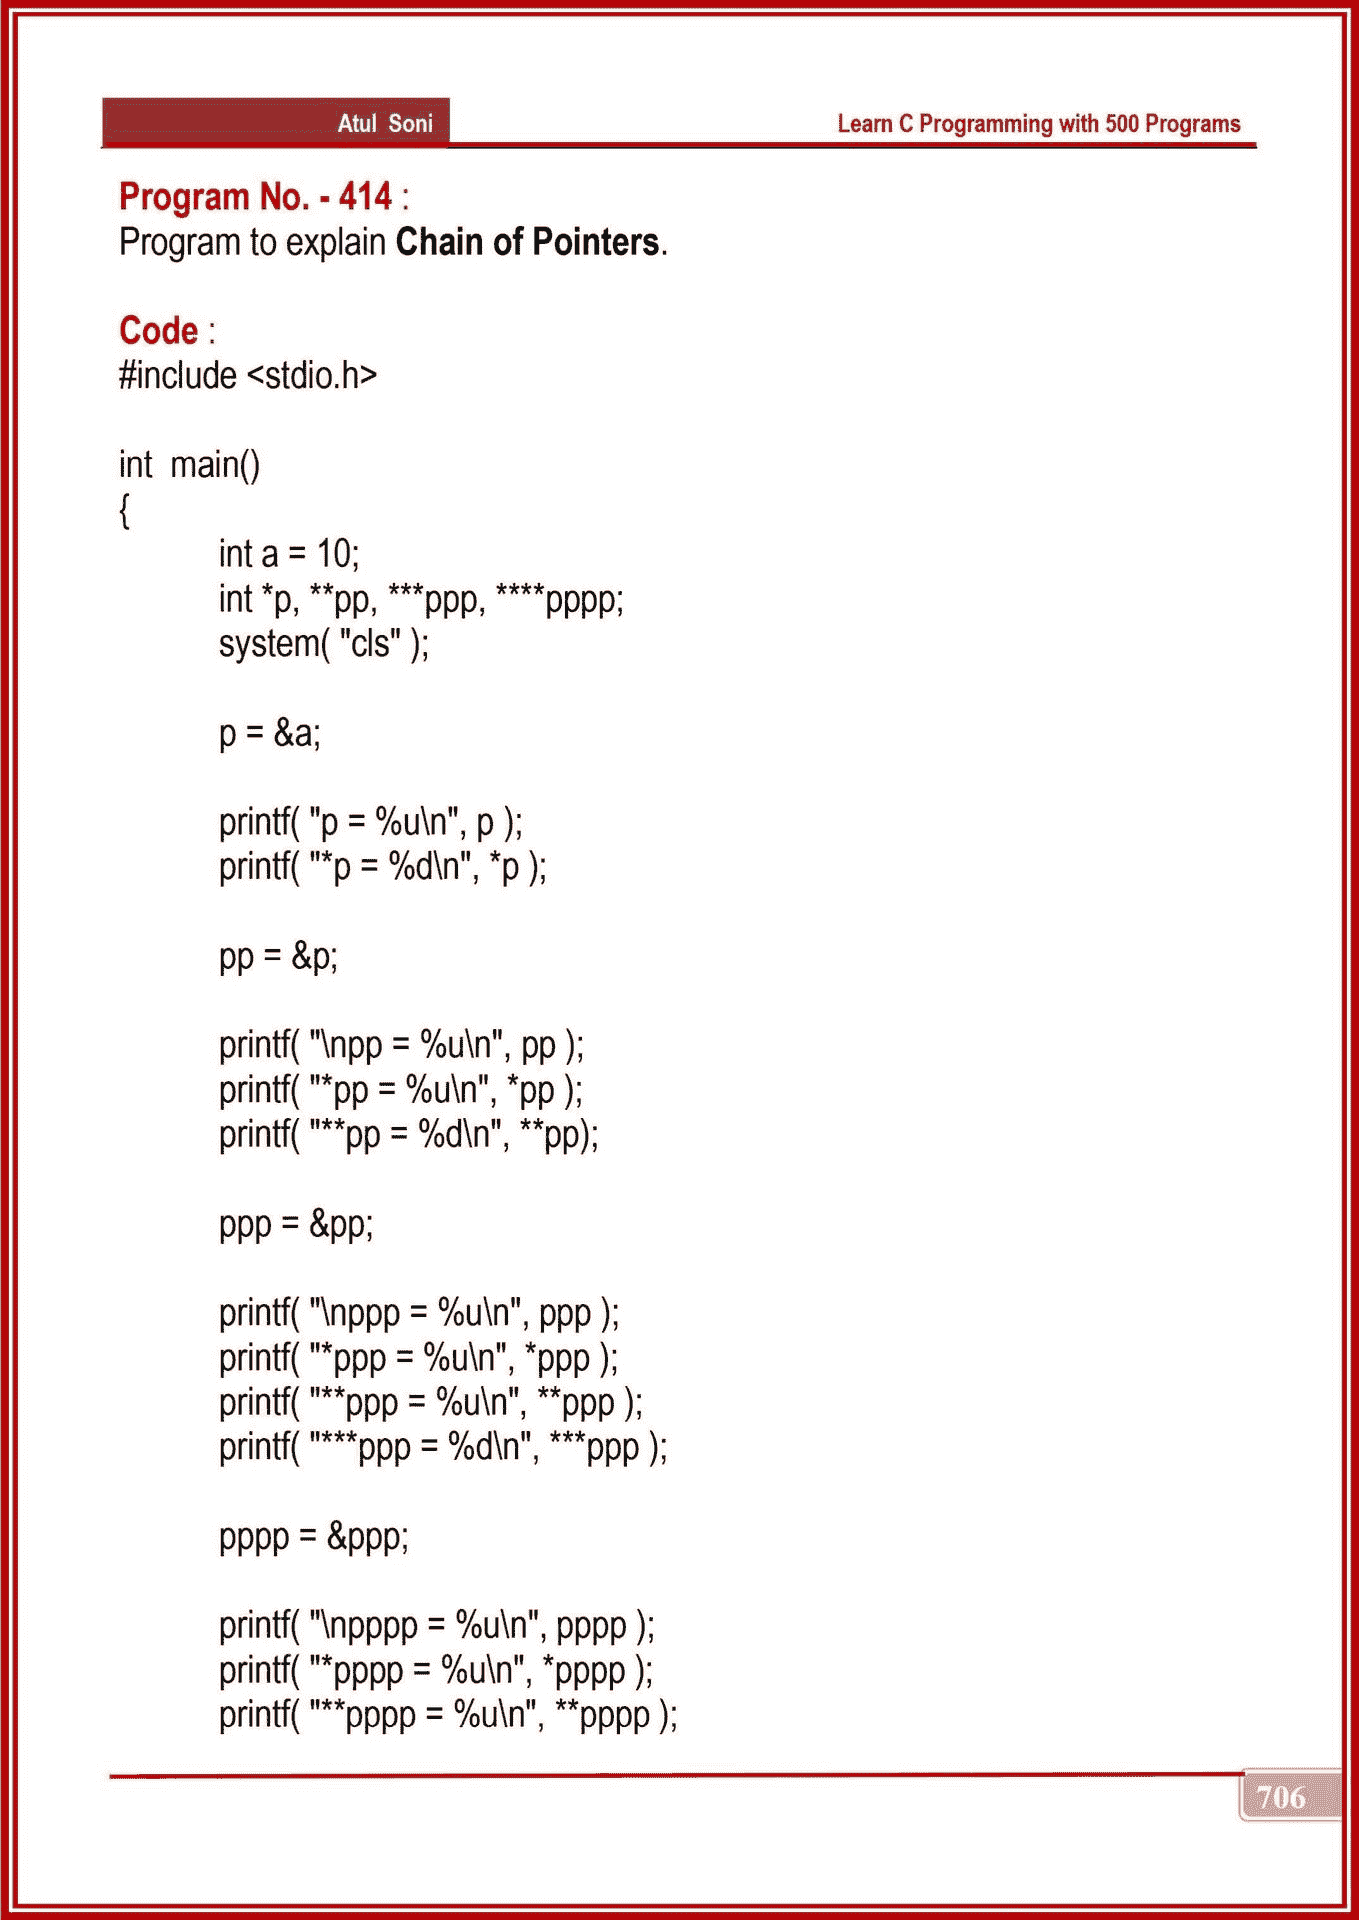 Atul Soni
Learn C Programming with 500 Programs
Program No. - 414 :
Program to explain Chain of Pointers.
Code :
#include <stdio.h>
int main()
{
int a = 10;
int *p, **pp, ***ppp, ****pppp;
system( "cls" );
p = &a;
printf( "p = %u\n", p );
printf( "*p = %d\n", *p );
pp = &p;
printf( "\npp = %u\n", pp );
printf( "*pp = %u\n", *pp );
printf( "**pp = %d\n", **pp);
ppp = &pp;
printf( "\nppp = %u\n", ppp );
printf( "*ppp = %u\n", *ppp );
printf( "**ppp = %u\n", **ppp );
printf( "***ppp = %d\n", ***ppp );
pppp = &ppp;
printf( "\npppp = %u\n", pppp );
printf( "*pppp = %u\n", *pppp );
printf( "**pppp = %u\n", **pppp );
706